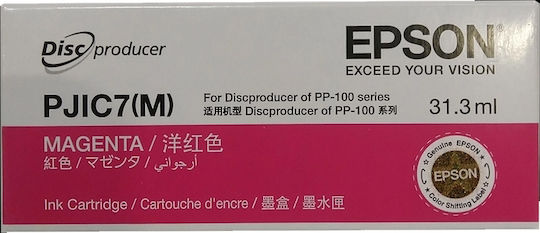 Disc producer
EPSON®
EXCEED YOUR VISION
PJIC7(M)
For Discproducer of PP-100 series
适用机型 Discproducer of PP-100 系列
31.3 ml
MAGENTA / 洋红色
紅色 / マゼンタ / أرجواني
Genuine EPSON
EPSON
Color Shifting Label
Ink Cartridge / Cartouche d'encre / 墨盒 / 墨水匣